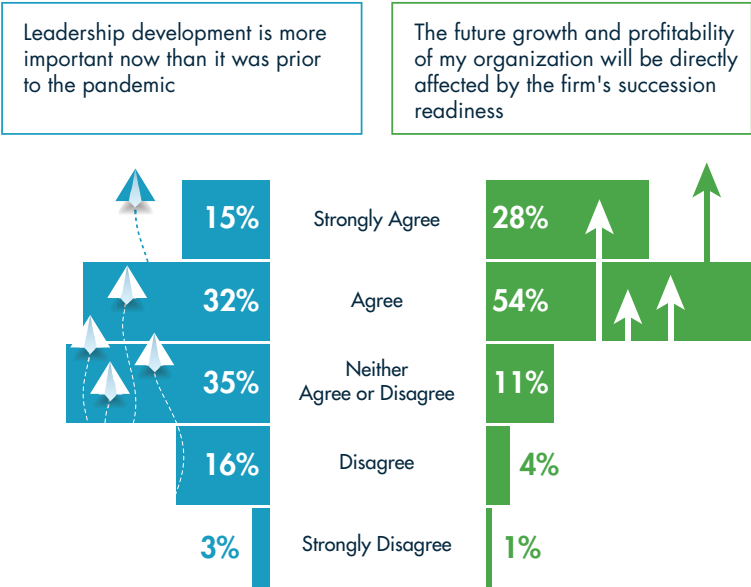 Leadership development is more
important now than it was prior
to the pandemic
The future growth and profitability
of my organization will be directly
affected by the firm's succession
readiness
15% Strongly Agree 28%
32% Agree 54%
35% Neither
Agree or Disagree 11%
16% Disagree 4%
3% Strongly Disagree 1%